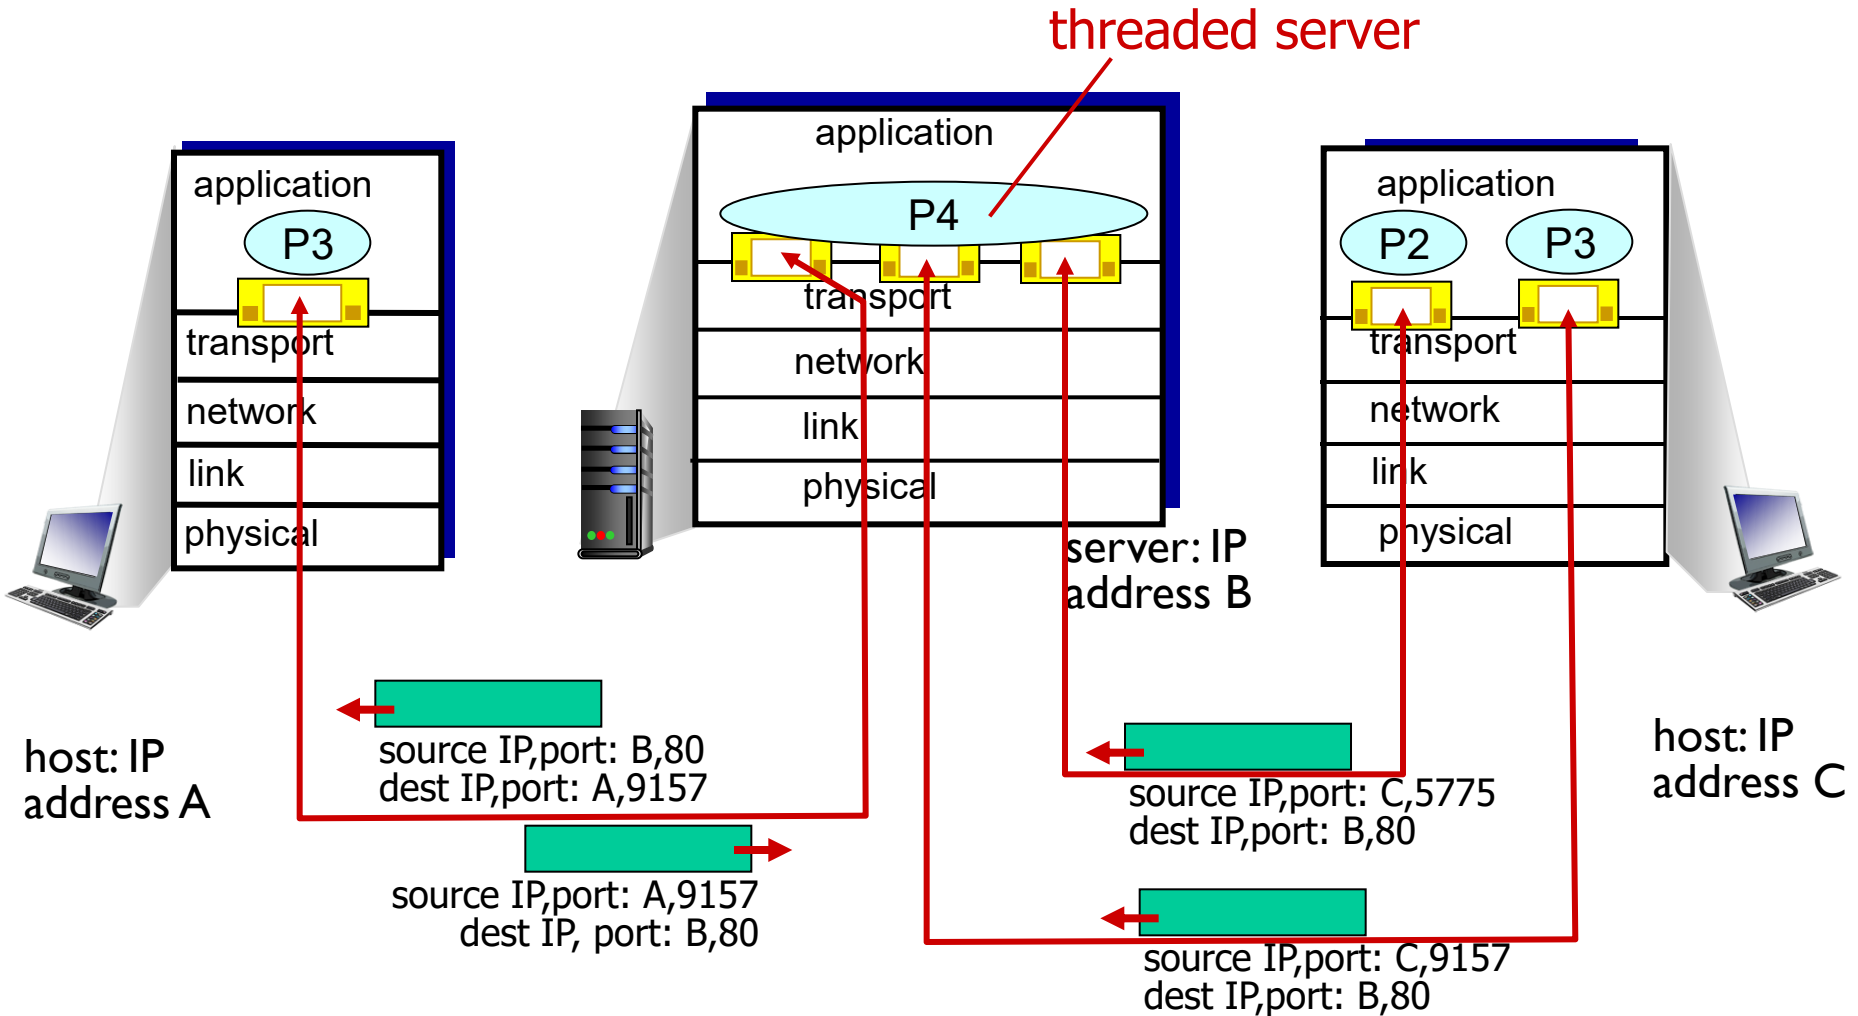 threaded server
application
P3
transport
network
link
physical
application
P4
transport
network
link
physical
application
P2
P3
transport
network
link
physical
server: IP
address B
host: IP
address A
source IP,port: B,80
dest IP,port: A,9157
source IP,port: A,9157
dest IP, port: B,80
source IP,port: C,5775
dest IP,port: B,80
source IP,port: C,9157
dest IP,port: B,80
host: IP
address C